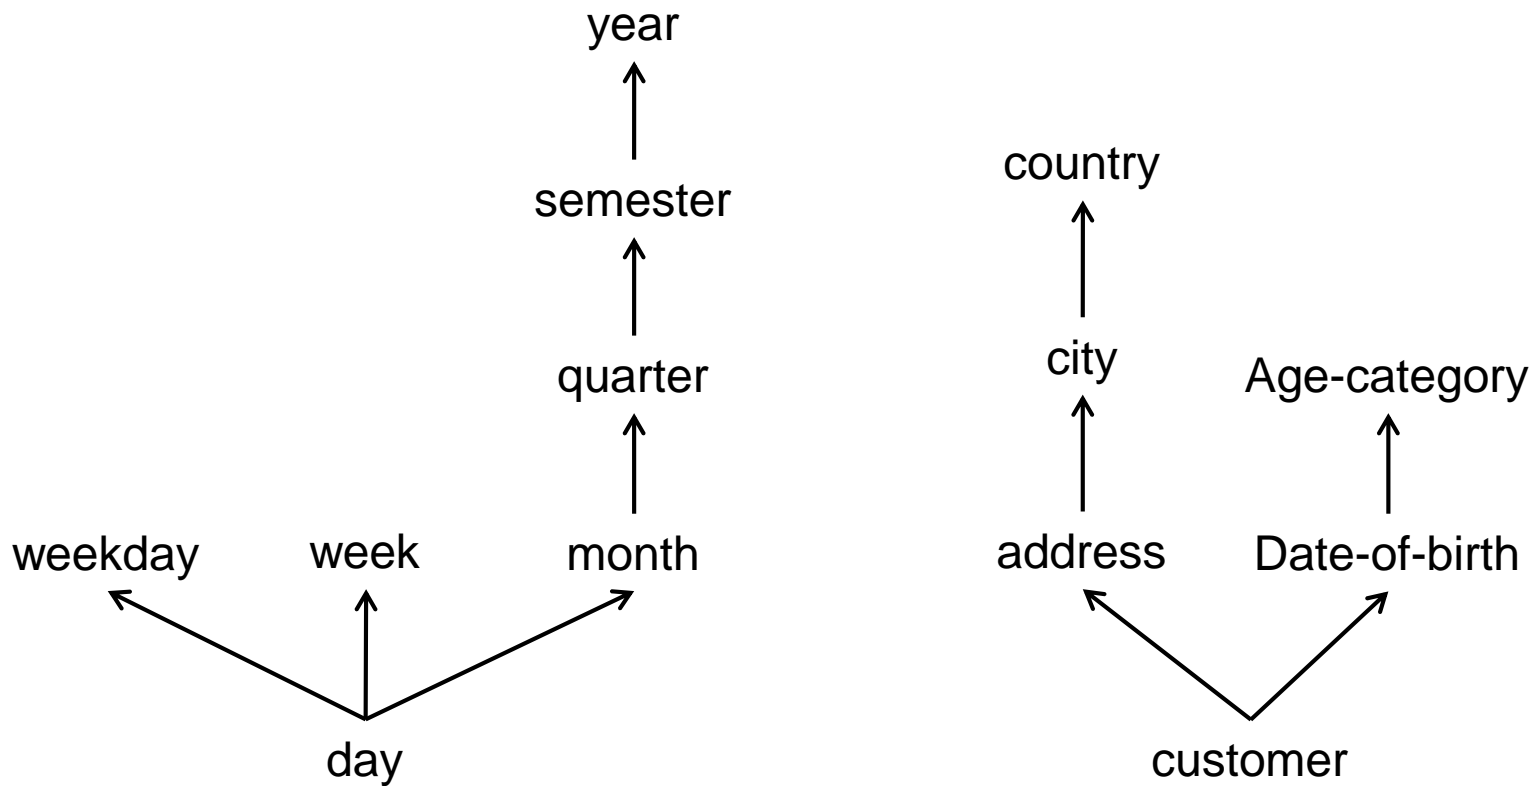 year
country
semester
city
quarter
Age-category
weekday
week
month
address
Date-of-birth
day
customer